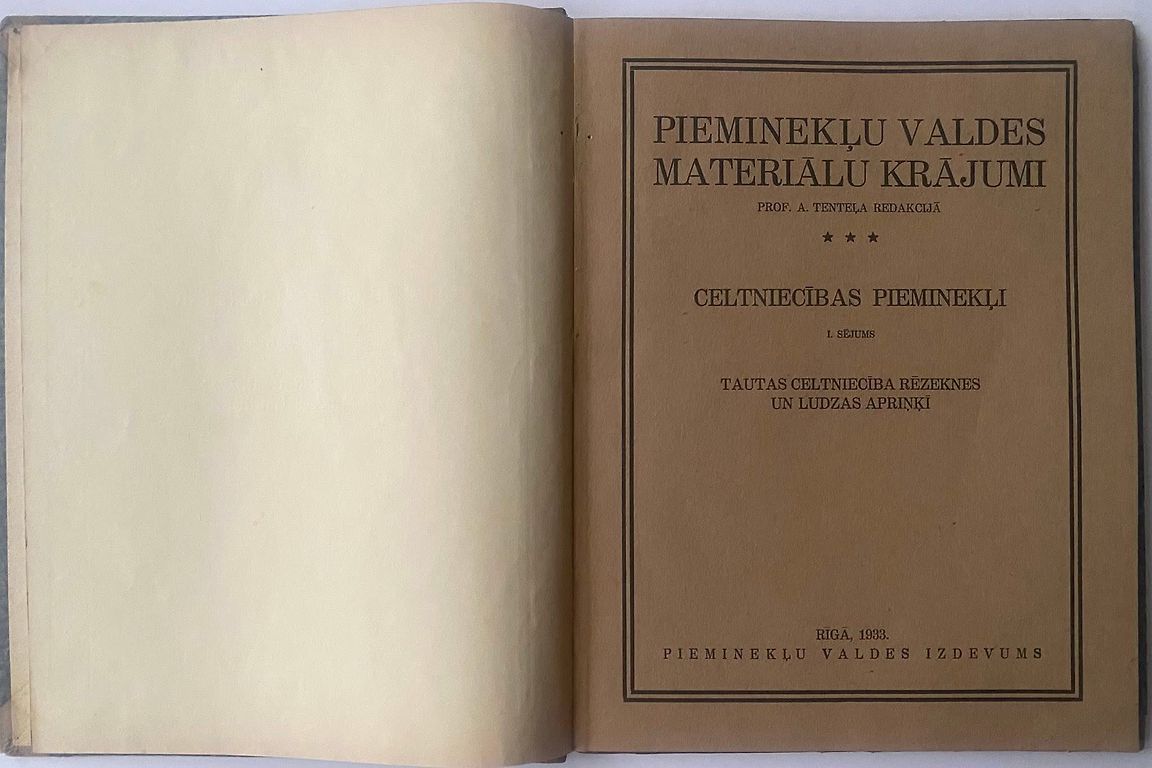 PIEMINEKĻU VALDES
MATERIĀLU KRĀJUMI
PROF. A. TENTEĻA REDAKCIJĀ
★ ★ ★
CELTNIECĪBAS PIEMINEKĻI
I. SĒJUMS
TAUTAS CELTNIECĪBA RĒZEKNES
UN LUDZAS APRIŅĶĪ
RĪGĀ, 1933.
PIEMINEKĻU VALDES IZDEVUMS